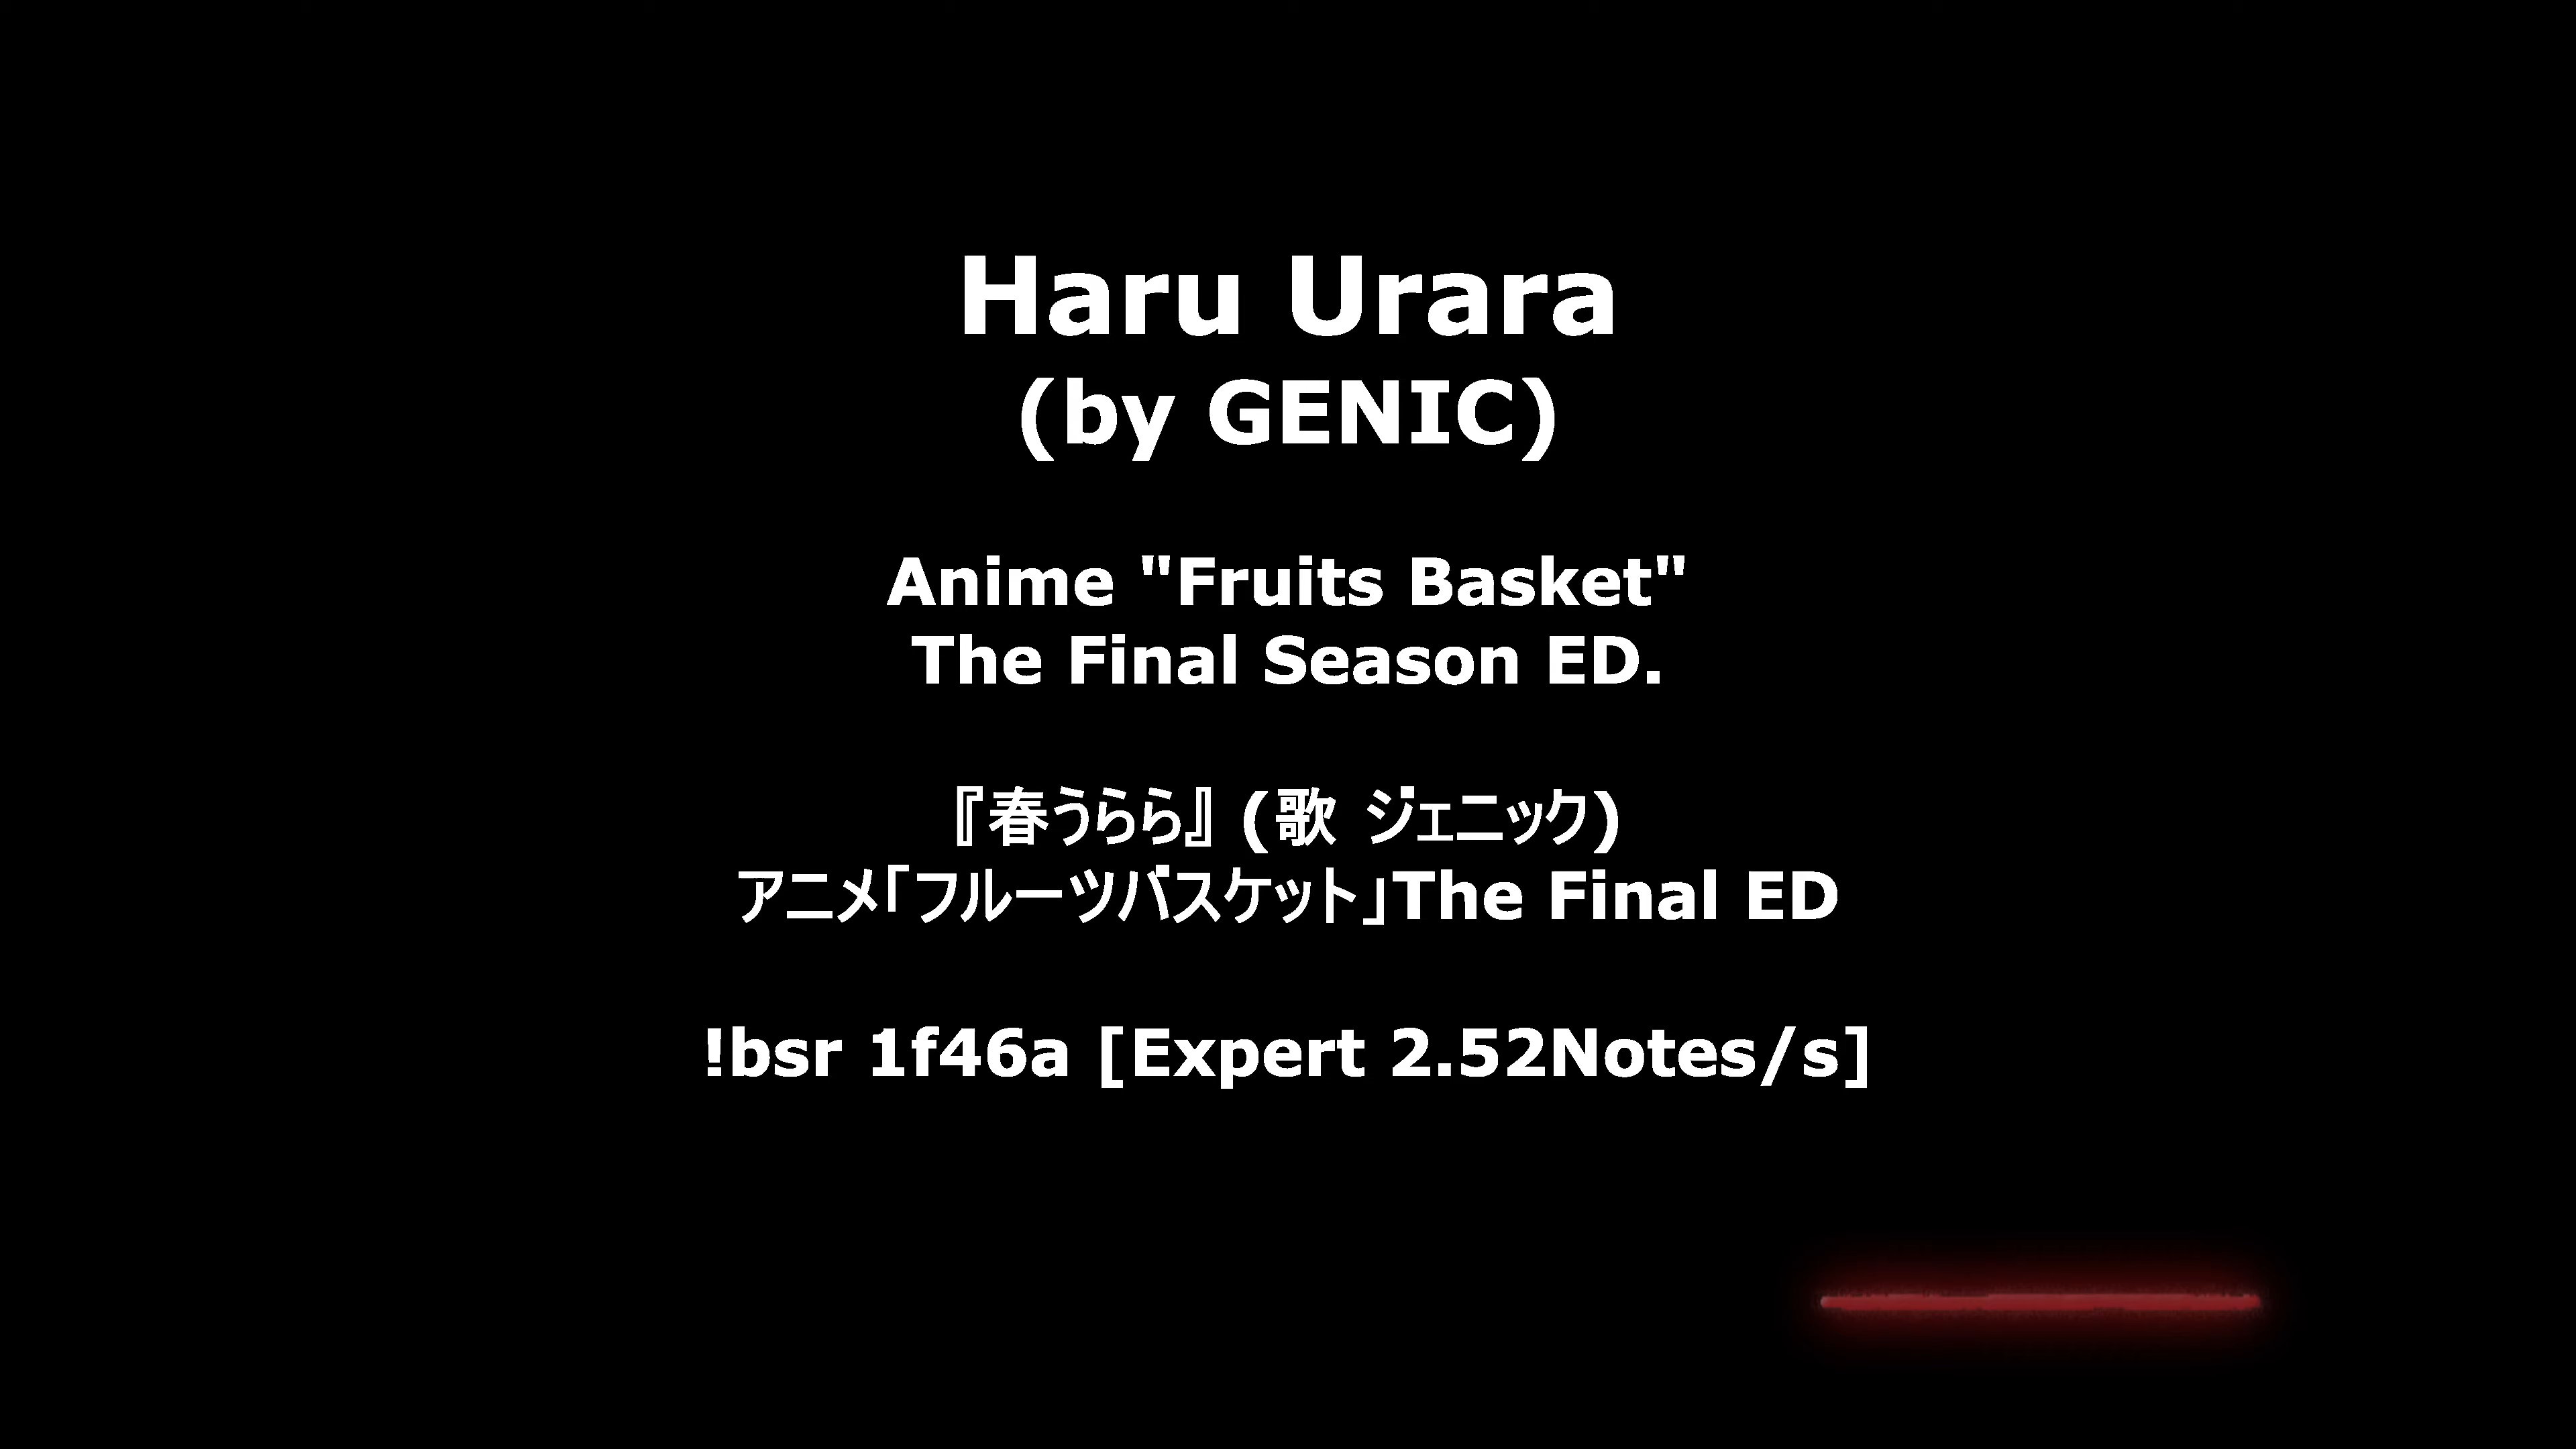 Haru Urara
(by GENIC)
Anime "Fruits Basket"
The Final Season ED.
『春うらら』 (歌 ジェニック)
アニメ「フルーツバスケット」The Final ED
!bsr 1f46a [Expert 2.52Notes/s]